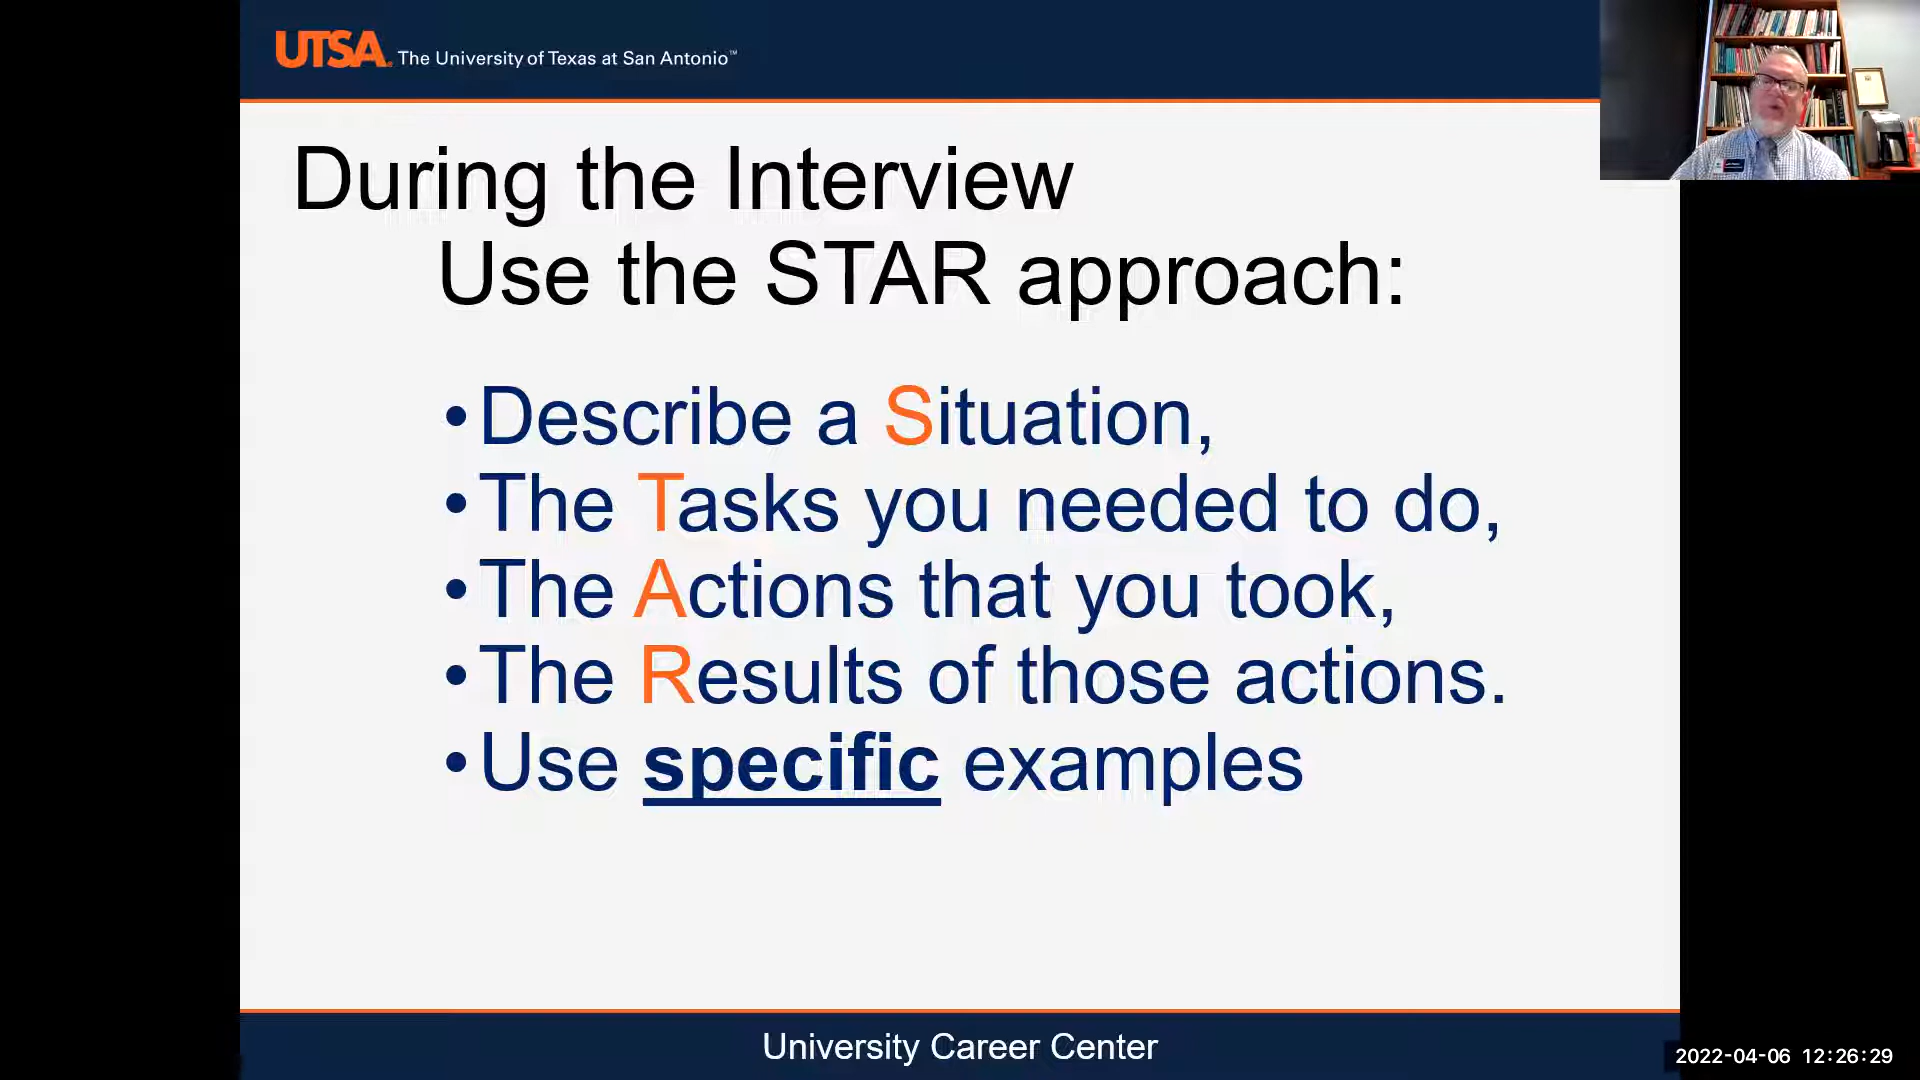 UTSA. The University of Texas at San Antonio™
During the Interview
Use the STAR approach:
•Describe a Situation,
•The Tasks you needed to do,
•The Actions that you took,
•The Results of those actions.
•Use specific examples
University Career Center
2022-04-06 12:26:29